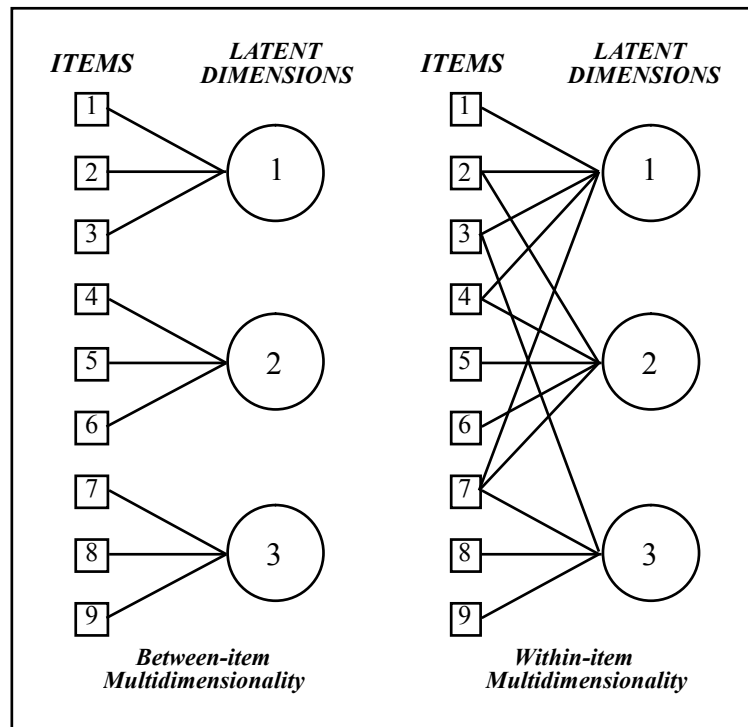 ITEMS
LATENT
DIMENSIONS
1
2
3
4
5
6
7
8
9
1
2
3
Between-item
Multidimensionality
ITEMS
LATENT
DIMENSIONS
1
2
3
4
5
6
7
8
9
1
2
3
Within-item
Multidimensionality